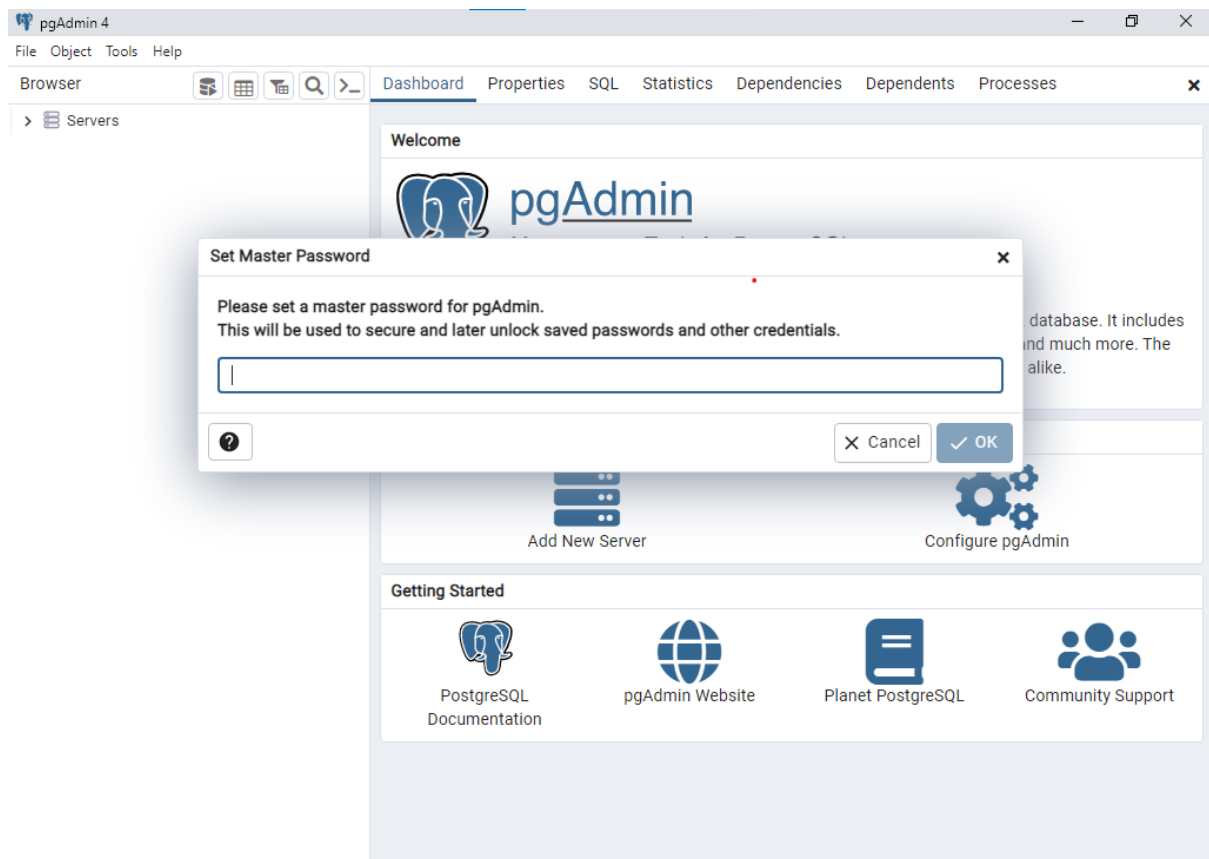 pgAdmin 4
File Object Tools Help
Browser
Dashboard Properties SQL Statistics Dependencies Dependents Processes
Servers
Welcome
pgAdmin
Set Master Password
Please set a master password for pgAdmin.
This will be used to secure and later unlock saved passwords and other credentials.
database. It includes
and much more. The
alike.
Cancel OK
Add New Server
Configure pgAdmin
Getting Started
PostgreSQL Documentation
pgAdmin Website
Planet PostgreSQL
Community Support